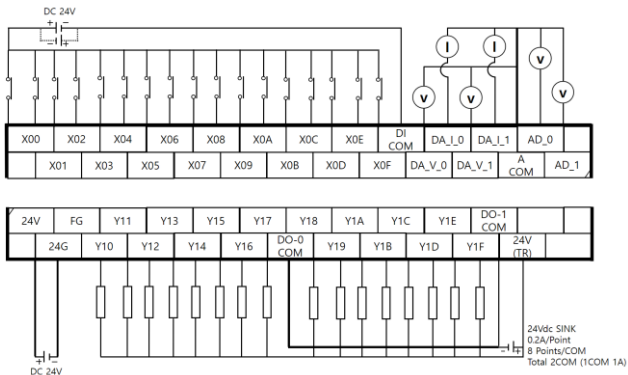 DC 24V
+ −
− +
I I
V
V V V
X00 X02 X04 X06 X08 X0A X0C X0E DI COM DA_I_0 DA_I_1 AD_0
X01 X03 X05 X07 X09 X0B X0D X0F DA_V_0 DA_V_1 A COM AD_1
24V FG Y11 Y13 Y15 Y17 Y18 Y1A Y1C Y1E DO-1 COM
24G Y10 Y12 Y14 Y16 DO-0 COM Y19 Y1B Y1D Y1F 24V (TR)
24Vdc SINK
0.2A/Point
- + 8 Points/COM
Total 2COM (1COM 1A)
+ −
DC 24V